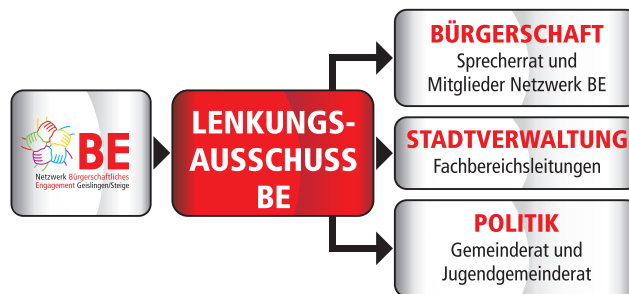 BE
Netzwerk Bürgerschaftliches
Engagement Geislingen/Steige
LENKUNGS-
AUSSCHUSS
BE
BÜRGERSCHAFT
Sprecherrat und
Mitglieder Netzwerk BE
STADTVERWALTUNG
Fachbereichsleitungen
POLITIK
Gemeinderat und
Jugendgemeinderat